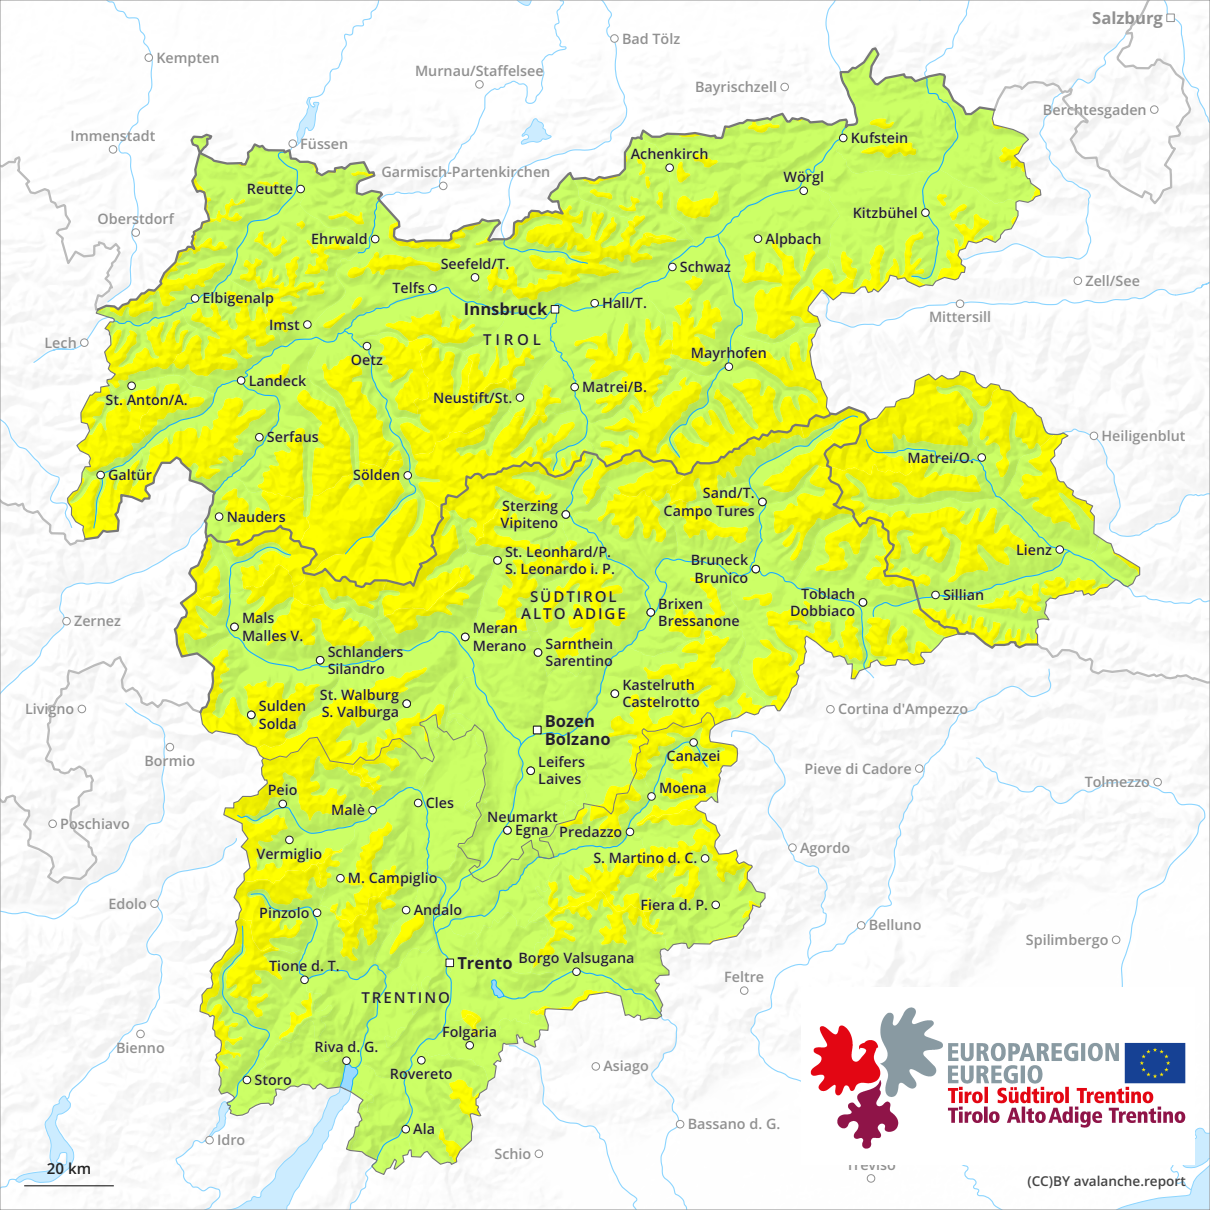 Salzburg
Bad Tölz
Kempten
Murnau/Staffelsee
Bayrischzell
Berchtesgaden
Immenstadt
Füssen
Kufstein
Achenkirch
Garmisch-Partenkirchen
Wörgl
Reutte
Oberstdorf
Kitzbühel
Ehrwald
Alpbach
Seefeld/T.
Schwaz
Zell/See
Telfs
Elbigenalp
Hall/T.
Innsbruck
Mittersill
Imst
TIROL
Lech
Oetz
Mayrhofen
Landeck
Matrei/B.
St. Anton/A.
Neustift/St.
Serfaus
Heiligenblut
Matrei/O.
Galtür
Sölden
Sand/T.
Campo Tures
Sterzing
Vipiteno
Nauders
Lienz
St. Leonhard/P.
S. Leonardo i. P.
Bruneck
Brunico
SÜDTIROL
ALTO ADIGE
Toblach
Dobbiaco
Sillian
Brixen
Bressanone
Zernez
Mals
Malles V.
Meran
Merano
Sarnthein
Sarentino
Schlanders
Silandro
Kastelruth
Castelrotto
St. Walburg
S. Valburga
Sulden
Solda
Livigno
Cortina d'Ampezzo
Bozen
Bolzano
Bormio
Canazei
Leifers
Laives
Pieve di Cadore
Tolmezzo
Peio
Moena
Malè
Cles
Neumarkt
Egna
Predazzo
Poschiavo
Vermiglio
Agordo
S. Martino d. C.
M. Campiglio
Edolo
Pinzolo
Andalo
Fiera d. P.
Belluno
Spilimbergo
Trento
Borgo Valsugana
Tione d. T.
Feltre
TRENTINO
Folgaria
Bienno
Riva d. G.
Rovereto
Asiago
Storo
EUROPAREGION
EUREGIO
Tirol Südtirol Trentino
Tirolo Alto Adige Trentino
Ala
Bassano d. G.
Idro
Schio
Treviso
20 km
(CC)BY avalanche.report